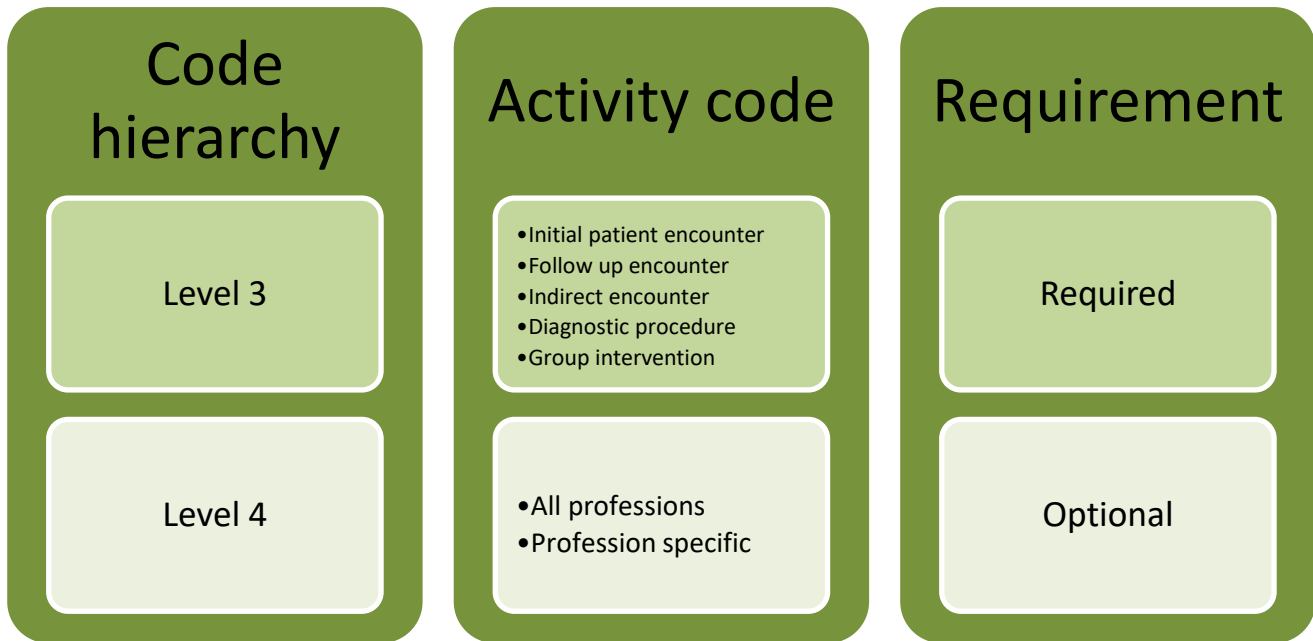 Code
hierarchy
Level 3
Level 4
Activity code
•Initial patient encounter
•Follow up encounter
•Indirect encounter
•Diagnostic procedure
•Group intervention
•All professions
•Profession specific
Requirement
Required
Optional